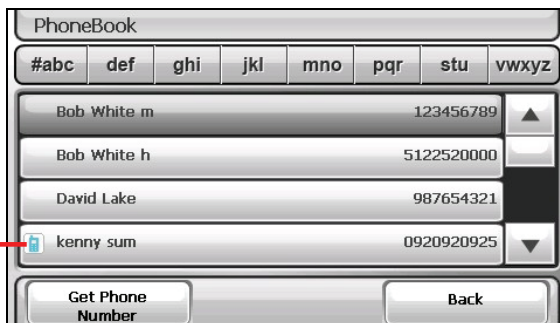 PhoneBook
#abc def ghi jkl mno pqr stu vwxyz
Bob White m 123456789
Bob White h 5122520000
David Lake 987654321
kenny sum 0920920925
Get Phone Back
Number